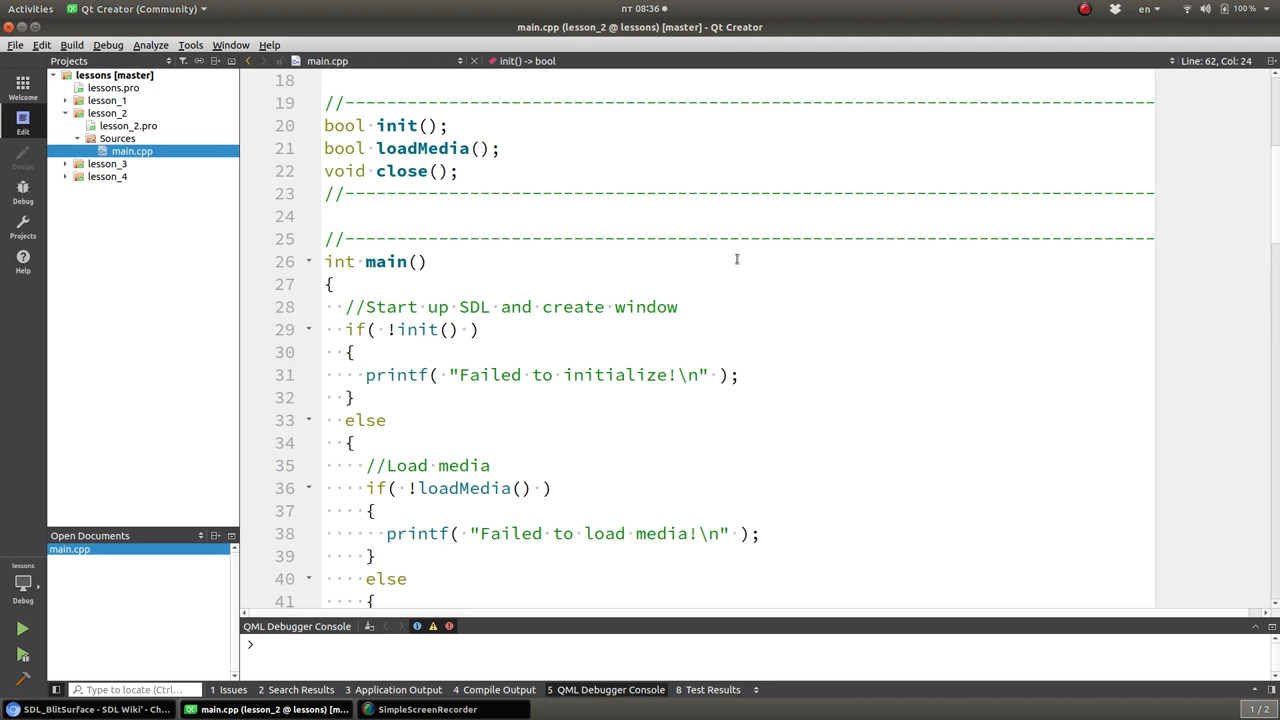 Activities Qt Creator (Community) пт 08:36 en 100 %
main.cpp (lesson_2 @ lessons) [master] - Qt Creator
File Edit Build Debug Analyze Tools Window Help
Projects main.cpp init() -> bool Line: 62, Col: 24
Welcome
Edit
Design
Debug
Projects
Help
lessons
Debug
lessons [master]
lessons.pro
lesson_1
lesson_2
lesson_2.pro
Sources
main.cpp
lesson_3
lesson_4
Open Documents
main.cpp
18
19 //------------------------------------------------------------------------------
20 bool init();
21 bool loadMedia();
22 void close();
23 //------------------------------------------------------------------------------
24
25 //------------------------------------------------------------------------------
26 int main()
27 {
28 //Start up SDL and create window
29 if( !init() )
30 {
31 printf( "Failed to initialize!\n" );
32 }
33 else
34 {
35 //Load media
36 if( !loadMedia() )
37 {
38 printf( "Failed to load media!\n" );
39 }
40 else
41 {
QML Debugger Console
>
Type to locate (Ctrl... 1 Issues 2 Search Results 3 Application Output 4 Compile Output 5 QML Debugger Console 8 Test Results
SDL_BlitSurface - SDL Wiki' - Ch... main.cpp (lesson_2 @ lessons) [m... SimpleScreenRecorder 1 / 2